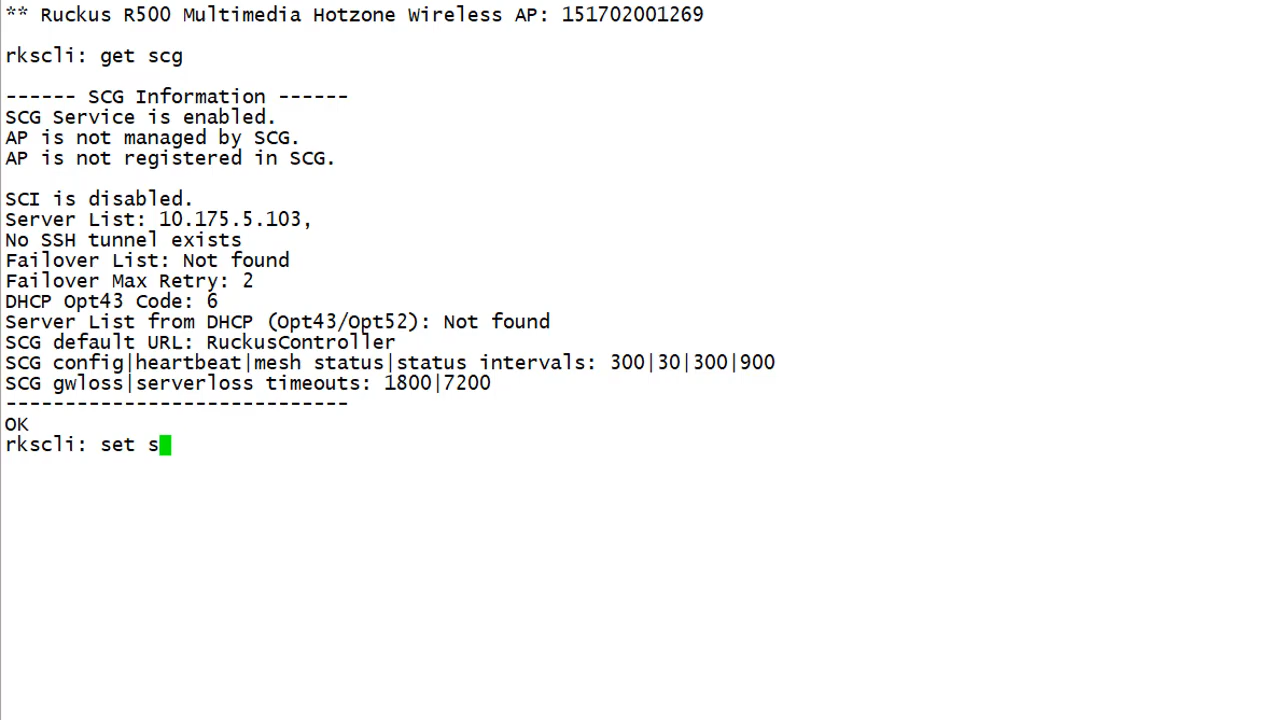 ** Ruckus R500 Multimedia Hotzone Wireless AP: 151702001269
rkscli: get scg
------ SCG Information ------
SCG Service is enabled.
AP is not managed by SCG.
AP is not registered in SCG.
SCI is disabled.
Server List: 10.175.5.103,
No SSH tunnel exists
Failover List: Not found
Failover Max Retry: 2
DHCP Opt43 Code: 6
Server List from DHCP (Opt43/Opt52): Not found
SCG default URL: RuckusController
SCG config|heartbeat|mesh status|status intervals: 300|30|300|900
SCG gwloss|serverloss timeouts: 1800|7200
-----------------------------
OK
rkscli: set s